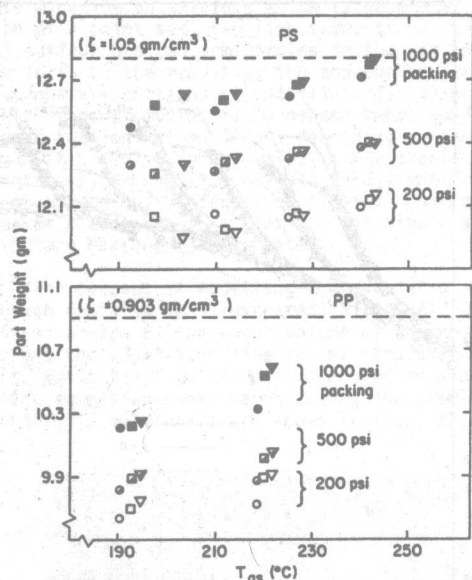 13.0
(ζ =1.05 gm/cm³)
PS
12.7
1000 psi
packing
12.4
500 psi
12.1
200 psi
Part Weight (gm)
11.1
(ζ =0.903 gm/cm³)
PP
10.7
1000 psi
packing
10.3
500 psi
9.9
200 psi
190
210
230
250
Tas (°C)